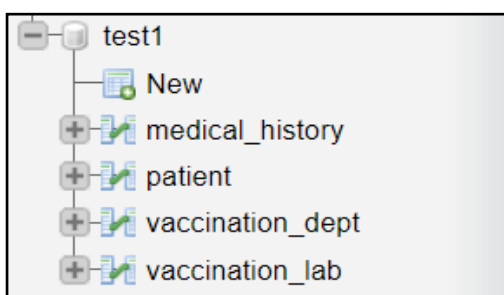 test1
New
medical_history
patient
vaccination_dept
vaccination_lab